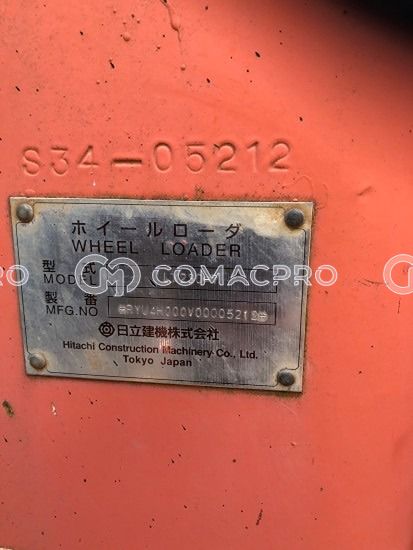 S34-05212
ホイールローダ
WHEEL LOADER
型式
MODEL
COMACPRO
製番
MFG.NO
日立建機株式会社
Hitachi Construction Machinery Co., Ltd.
Tokyo Japan